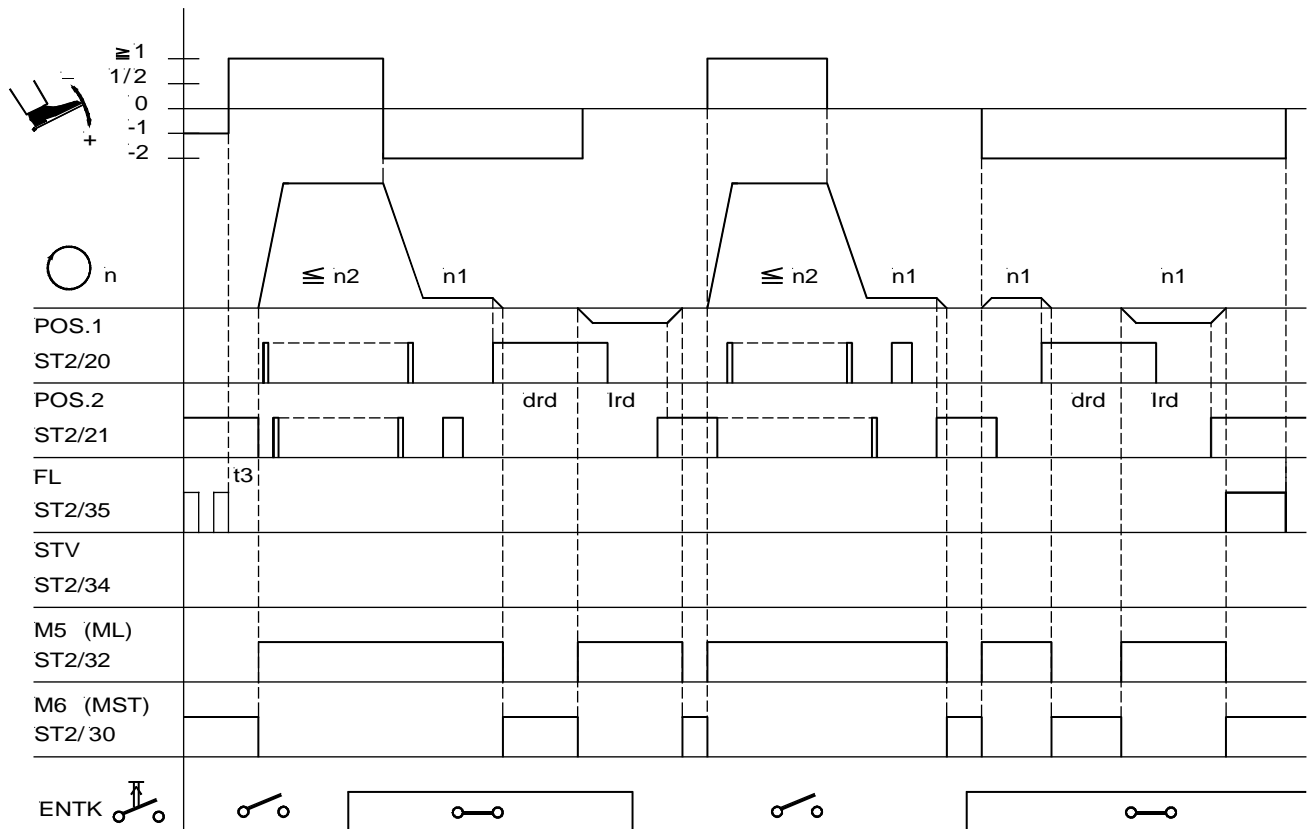 ≧ 1
1/2
0
-1
-2
–
+
n
≦ n2 n1 ≦ n2 n1 n1 n1
POS.1
ST2/20
POS.2 drd Ird drd Ird
ST2/21
FL t3
ST2/35
STV
ST2/34
M5 (ML)
ST2/32
M6 (MST)
ST2/30
ENTK